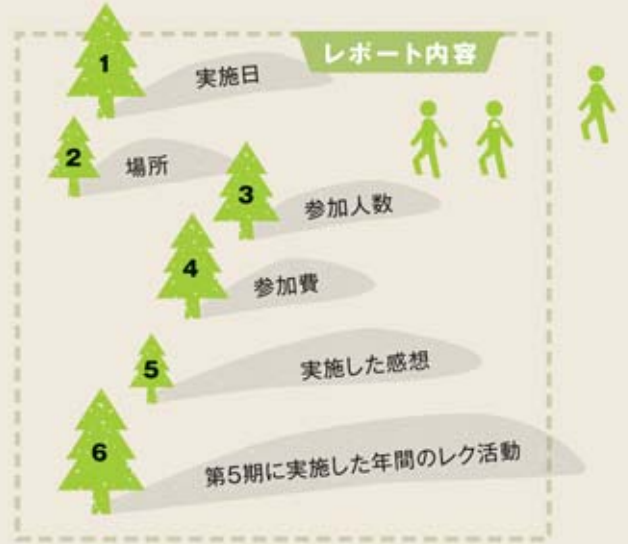 レポート内容
1
実施日
2
場所
3
参加人数
4
参加費
5
実施した感想
6
第5期に実施した年間のレク活動